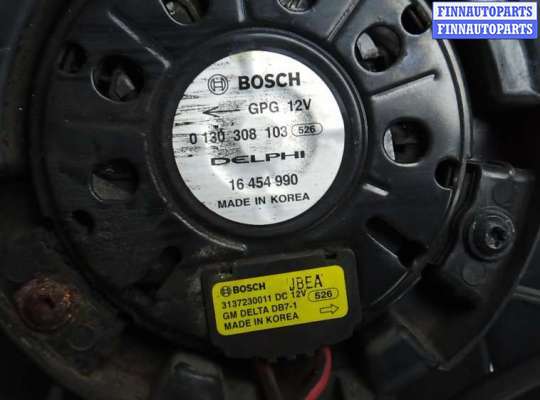 FINNAUTOPARTS
FINNAUTOPARTS
BOSCH
GPG 12V
0 130 308 103 526
DELPHI
16 454 990
MADE IN KOREA
BOSCH JBEA
3137230011 DC 12V 526
GM DELTA DB7-1
MADE IN KOREA